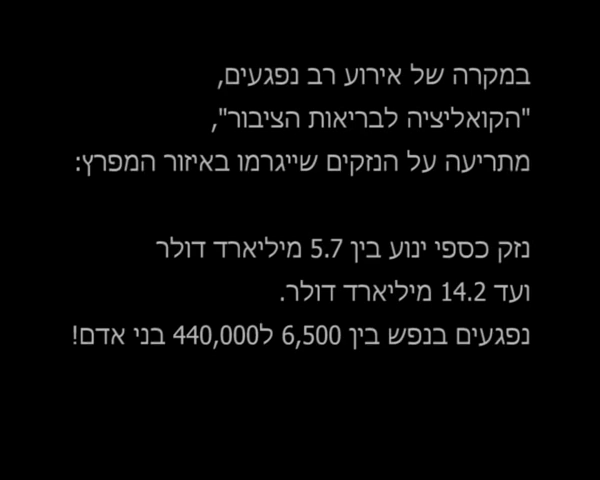 במקרה של אירוע רב נפגעים,
"הקואליציה לבריאות הציבור",
מתריעה על הנזקים שייגרמו באיזור המפרץ:
נזק כספי ינוע בין 5.7 מיליארד דולר
ועד 14.2 מיליארד דולר.
נפגעים בנפש בין 6,500 ל440,000 בני אדם!